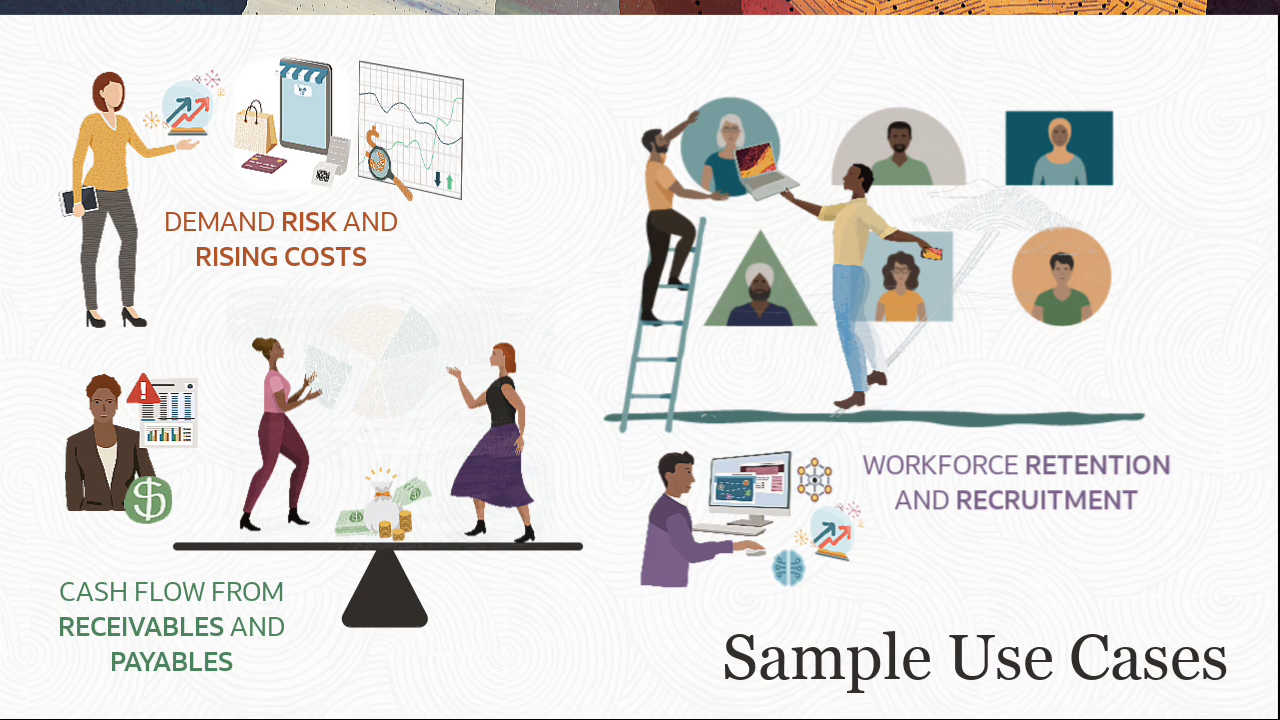 DEMAND RISK AND
RISING COSTS
WORKFORCE RETENTION
AND RECRUITMENT
CASH FLOW FROM
RECEIVABLES AND
PAYABLES
Sample Use Cases